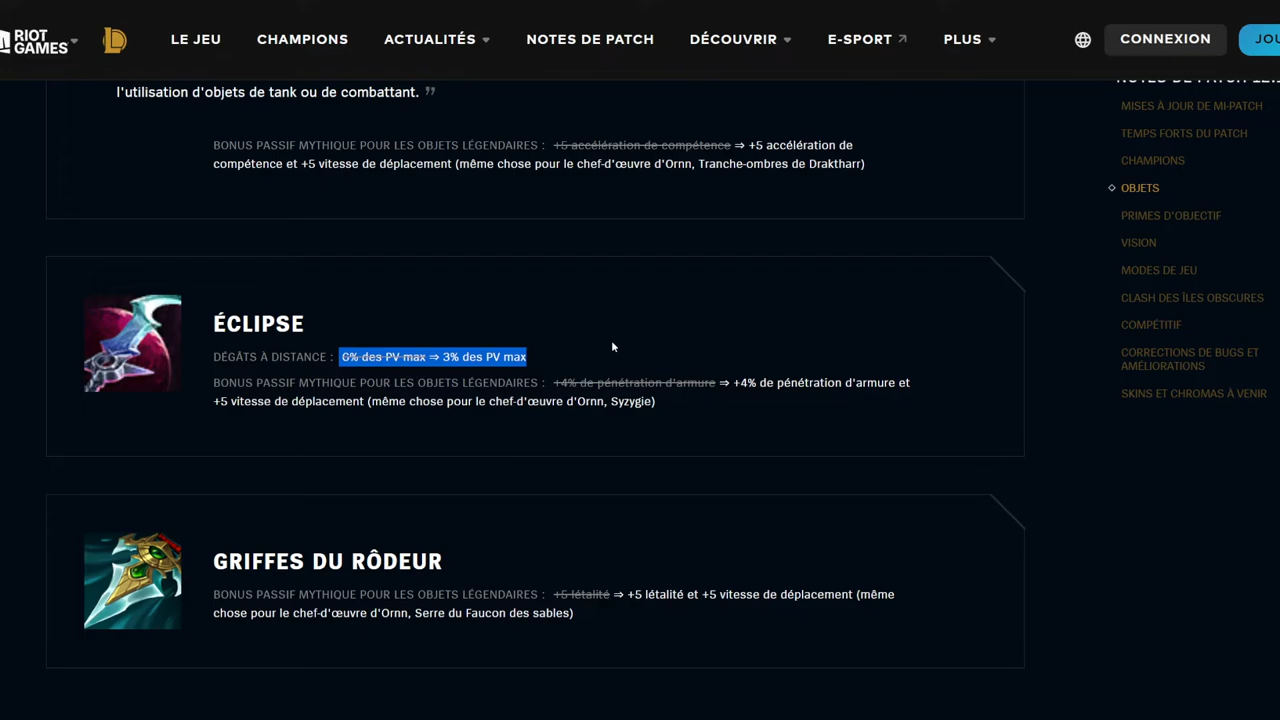 RIOT GAMES
LE JEU CHAMPIONS ACTUALITÉS NOTES DE PATCH DÉCOUVRIR E-SPORT PLUS CONNEXION JOU
l'utilisation d'objets de tank ou de combattant. ”
BONUS PASSIF MYTHIQUE POUR LES OBJETS LÉGENDAIRES : +5 accélération de compétence ⇒ +5 accélération de
compétence et +5 vitesse de déplacement (même chose pour le chef-d'œuvre d'Ornn, Tranche-ombres de Draktharr)
ÉCLIPSE
DÉGÂTS À DISTANCE : 6% des PV max ⇒ 3% des PV max
BONUS PASSIF MYTHIQUE POUR LES OBJETS LÉGENDAIRES : +4% de pénétration d'armure ⇒ +4% de pénétration d'armure et
+5 vitesse de déplacement (même chose pour le chef-d'œuvre d'Ornn, Syzygie)
GRIFFES DU RÔDEUR
BONUS PASSIF MYTHIQUE POUR LES OBJETS LÉGENDAIRES : +5 létalité ⇒ +5 létalité et +5 vitesse de déplacement (même
chose pour le chef-d'œuvre d'Ornn, Serre du Faucon des sables)
NOTES DE PATCH
MISES À JOUR DE MI-PATCH
TEMPS FORTS DU PATCH
CHAMPIONS
OBJETS
PRIMES D'OBJECTIF
VISION
MODES DE JEU
CLASH DES ÎLES OBSCURES
COMPÉTITIF
CORRECTIONS DE BUGS ET
AMÉLIORATIONS
SKINS ET CHROMAS À VENIR